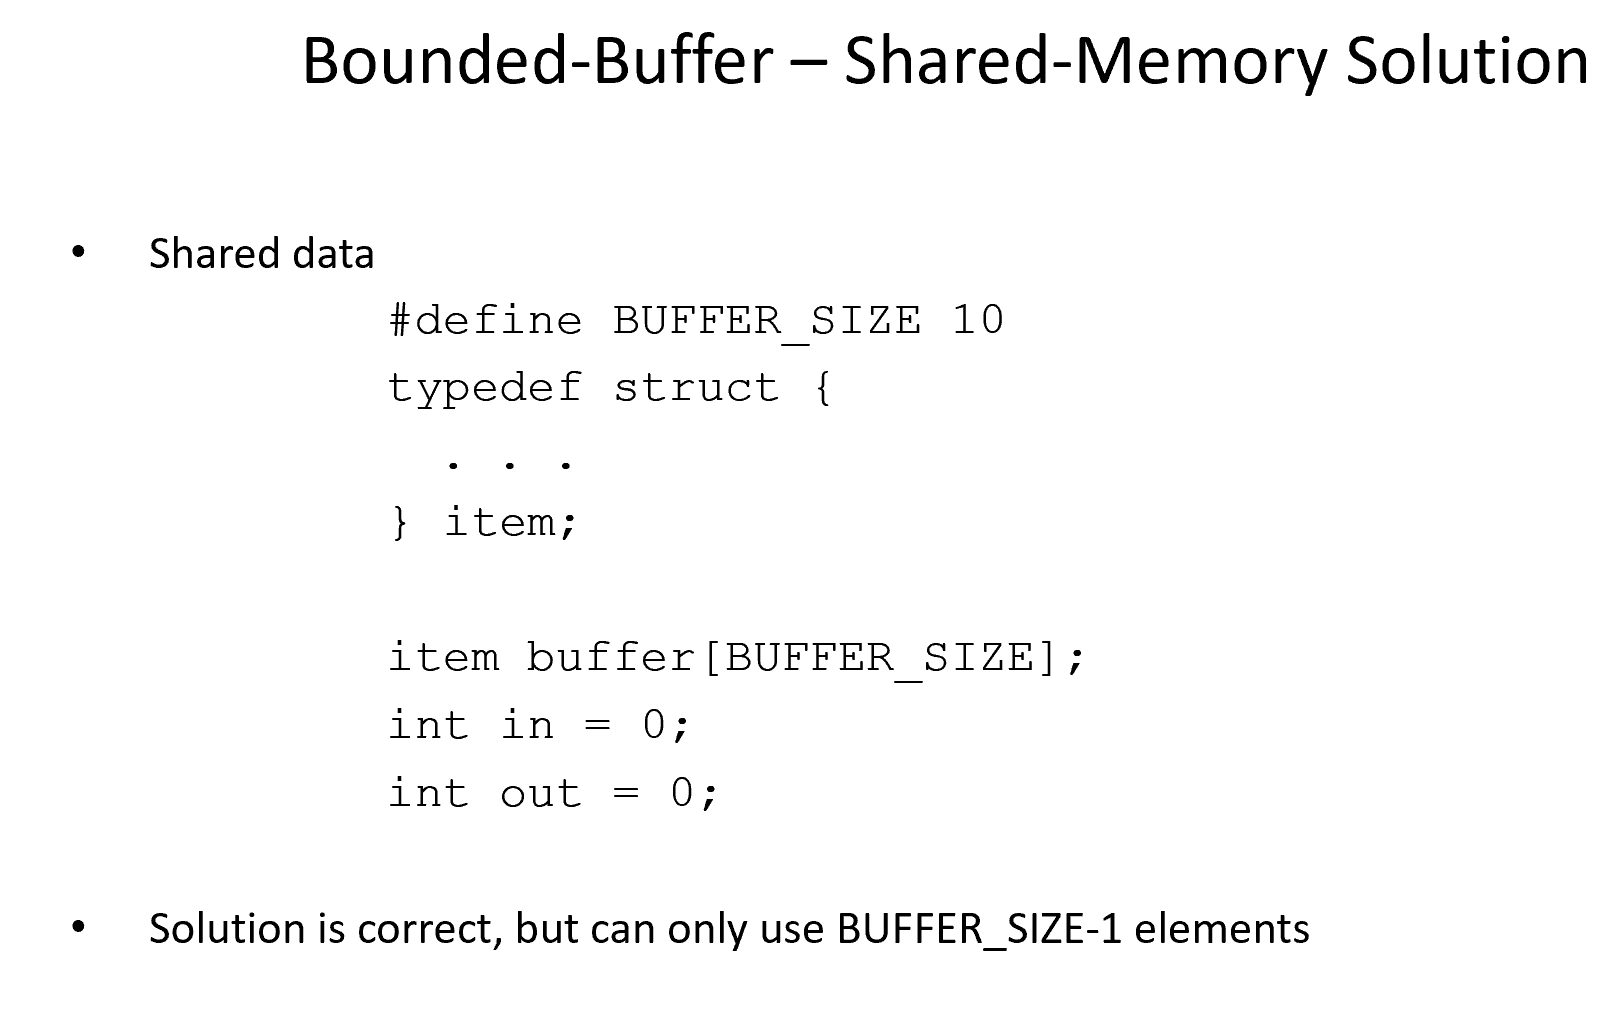 Bounded-Buffer – Shared-Memory Solution
• Shared data
#define BUFFER_SIZE 10
typedef struct {
. . .
} item;
item buffer[BUFFER_SIZE];
int in = 0;
int out = 0;
• Solution is correct, but can only use BUFFER_SIZE-1 elements